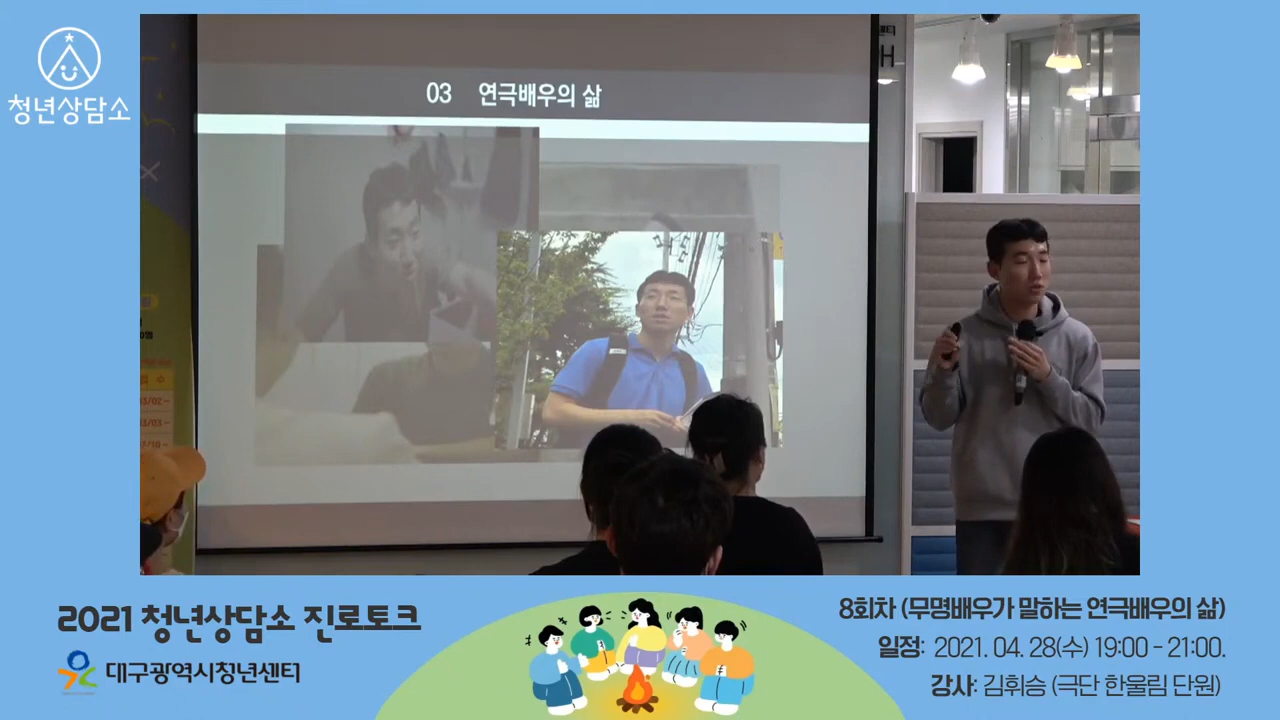 청년상담소
03 연극배우의 삶
H
2021 청년상담소 진로토크
대구광역시청년센터
8회차 (무명배우가 말하는 연극배우의 삶)
일정: 2021. 04. 28(수) 19:00 - 21:00.
강사: 김휘승 (극단 한울림 단원)